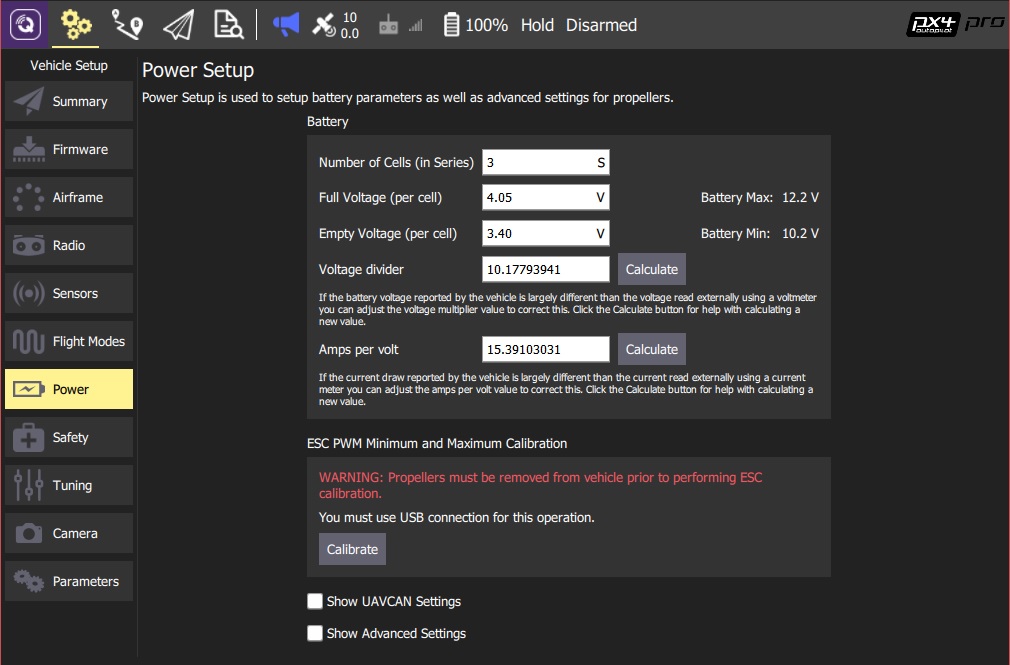 10
0.0
100% Hold Disarmed
px4 pro
autopilot
Vehicle Setup
Summary
Firmware
Airframe
Radio
Sensors
Flight Modes
Power
Safety
Tuning
Camera
Parameters
Power Setup
Power Setup is used to setup battery parameters as well as advanced settings for propellers.
Battery
Number of Cells (in Series) 3 S
Full Voltage (per cell) 4.05 V Battery Max: 12.2 V
Empty Voltage (per cell) 3.40 V Battery Min: 10.2 V
Voltage divider 10.17793941 Calculate
If the battery voltage reported by the vehicle is largely different than the voltage read externally using a voltmeter
you can adjust the voltage multiplier value to correct this. Click the Calculate button for help with calculating a
new value.
Amps per volt 15.39103031 Calculate
If the current draw reported by the vehicle is largely different than the current read externally using a current
meter you can adjust the amps per volt value to correct this. Click the Calculate button for help with calculating a
new value.
ESC PWM Minimum and Maximum Calibration
WARNING: Propellers must be removed from vehicle prior to performing ESC
calibration.
You must use USB connection for this operation.
Calibrate
Show UAVCAN Settings
Show Advanced Settings